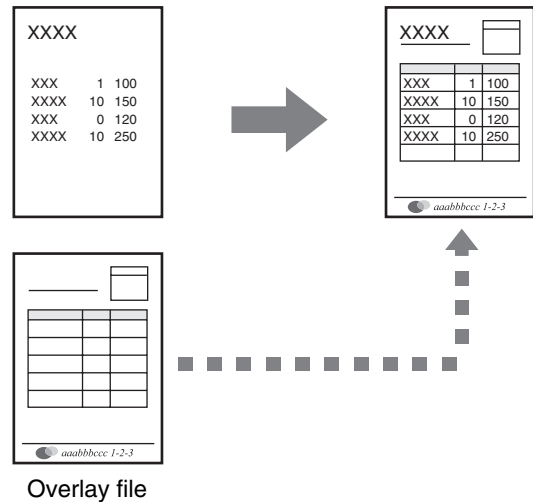 XXXX
XXX 1 100
XXXX 10 150
XXX 0 120
XXXX 10 250
XXXX
XXX 1 100
XXXX 10 150
XXX 0 120
XXXX 10 250
aaabbbccc 1-2-3
aaabbbccc 1-2-3
Overlay file